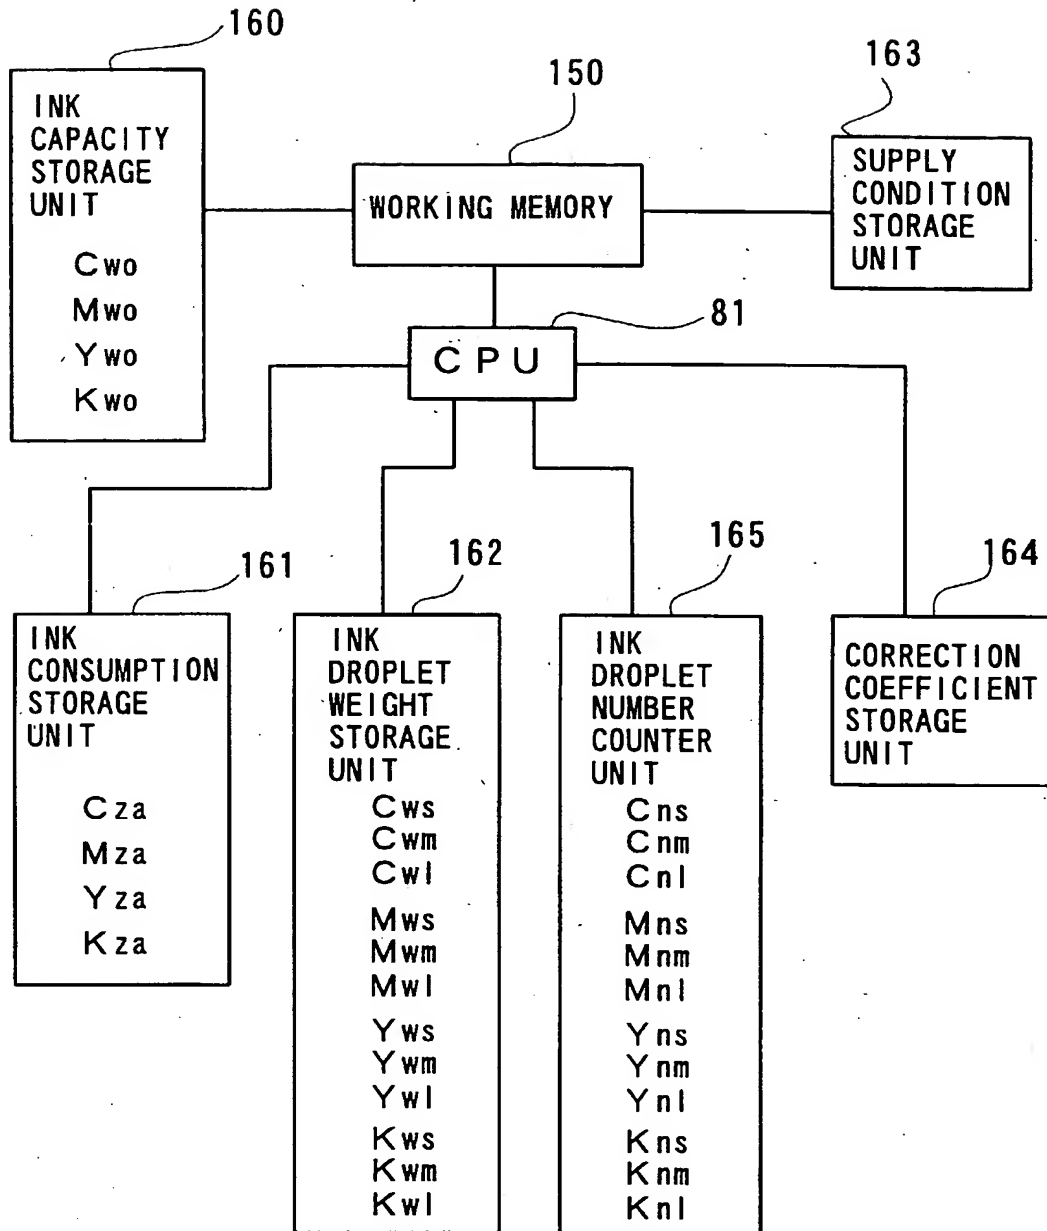 160
INK
CAPACITY
STORAGE
UNIT
Cwo
Mwo
Ywo
Kwo
150
WORKING MEMORY
163
SUPPLY
CONDITION
STORAGE
UNIT
81
CPU
161
INK
CONSUMPTION
STORAGE
UNIT
Cza
Mza
Yza
Kza
162
INK
DROPLET
WEIGHT
STORAGE
UNIT
Cws
Cwm
Cwl
Mws
Mwm
Mwl
Yws
Ywm
Ywl
Kws
Kwm
Kwl
165
INK
DROPLET
NUMBER
COUNTER
UNIT
Cns
Cnm
Cnl
Mns
Mnm
Mnl
Yns
Ynm
Ynl
Kns
Knm
Knl
164
CORRECTION
COEFFICIENT
STORAGE
UNIT